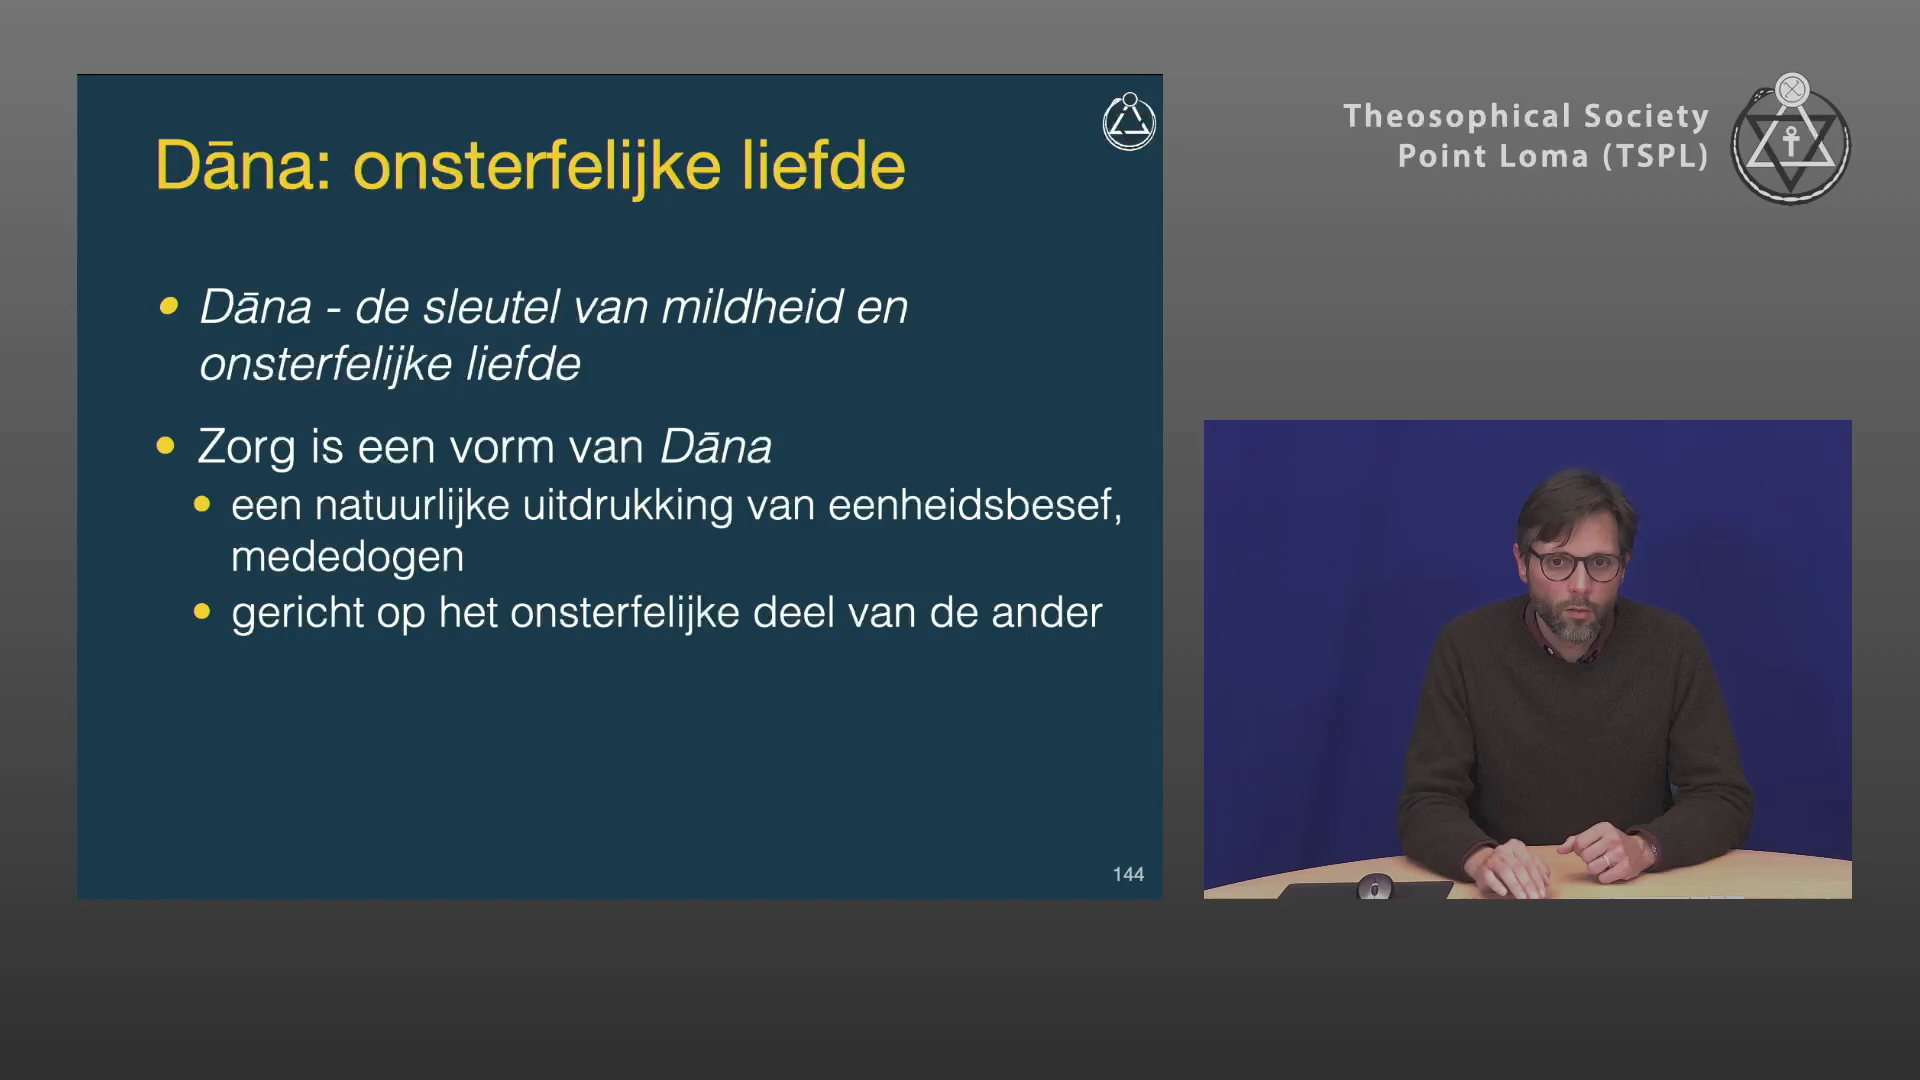 Dāna: onsterfelijke liefde
• Dāna - de sleutel van mildheid en
onsterfelijke liefde
• Zorg is een vorm van Dāna
• een natuurlijke uitdrukking van eenheidsbesef,
mededogen
• gericht op het onsterfelijke deel van de ander
144
Theosophical Society
Point Loma (TSPL)